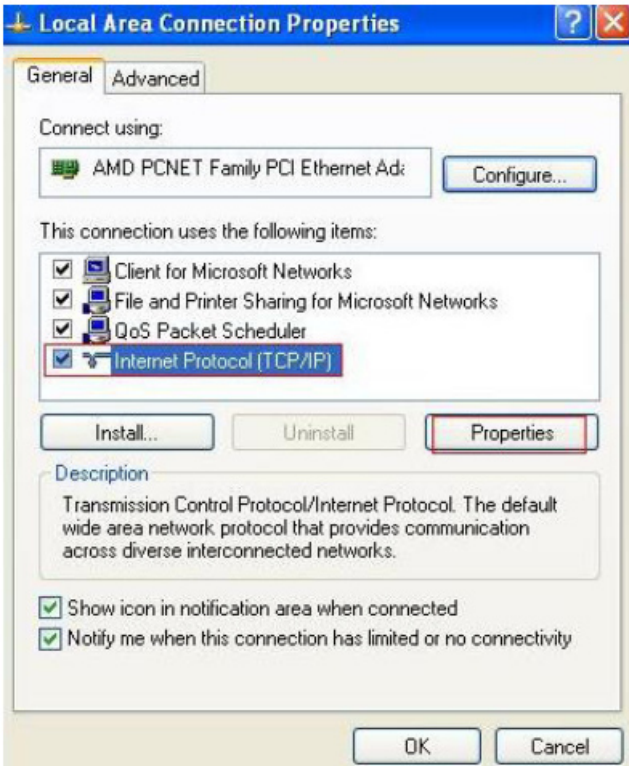 Local Area Connection Properties
General
Advanced
Connect using:
AMD PCNET Family PCI Ethernet Ada
Configure...
This connection uses the following items:
Client for Microsoft Networks
File and Printer Sharing for Microsoft Networks
QoS Packet Scheduler
Internet Protocol (TCP/IP)
Install...
Uninstall
Properties
Description
Transmission Control Protocol/Internet Protocol. The default
wide area network protocol that provides communication
across diverse interconnected networks.
Show icon in notification area when connected
Notify me when this connection has limited or no connectivity
OK
Cancel